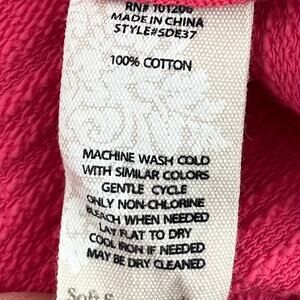 RN# 101206
MADE IN CHINA
STYLE#SDE37
100% COTTON
MACHINE WASH COLD
WITH SIMILAR COLORS
GENTLE CYCLE
ONLY NON-CHLORINE
BLEACH WHEN NEEDED
LAY FLAT TO DRY
COOL IRON IF NEEDED
MAY BE DRY CLEANED
Soft